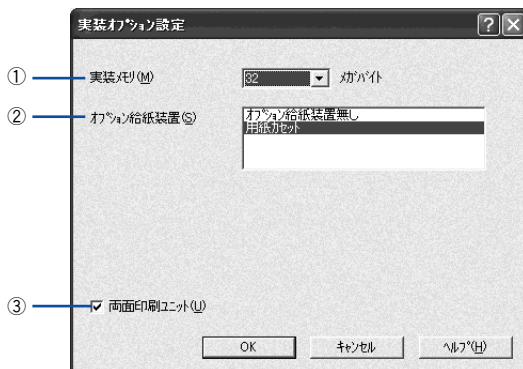 実装オプション設定
① 実装メモリ(M) 32 メガバイト
② オプション給紙装置(S) オプション給紙装置無し
用紙カセット
③ 両面印刷ユニット(U)
OK キャンセル ヘルプ(H)